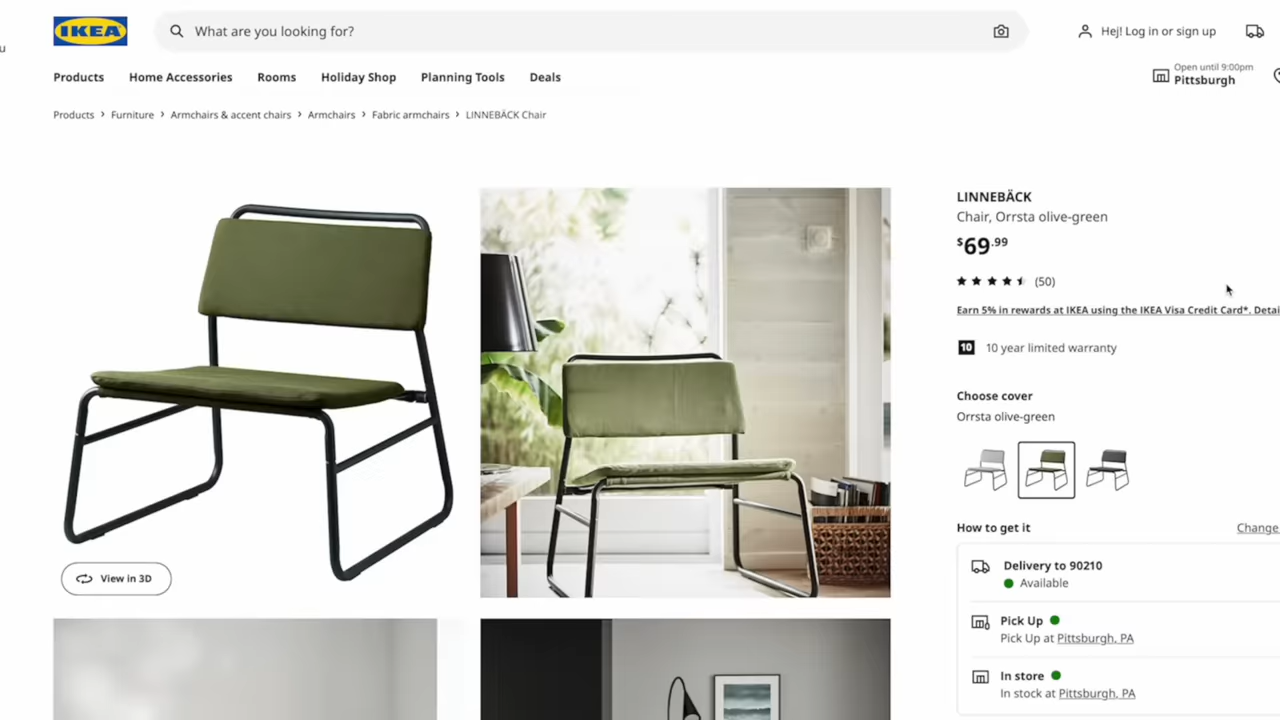 u
IKEA
What are you looking for?
Hej! Log in or sign up
Products Home Accessories Rooms Holiday Shop Planning Tools Deals
Open until 9:00pm
Pittsburgh
Products > Furniture > Armchairs & accent chairs > Armchairs > Fabric armchairs > LINNEBÄCK Chair
LINNEBÄCK
Chair, Orrsta olive-green
$69.99
(50)
Earn 5% in rewards at IKEA using the IKEA Visa Credit Card*. Detai
10 10 year limited warranty
Choose cover
Orrsta olive-green
How to get it Change
Delivery to 90210
Available
View in 3D
Pick Up
Pick Up at Pittsburgh, PA
In store
In stock at Pittsburgh, PA